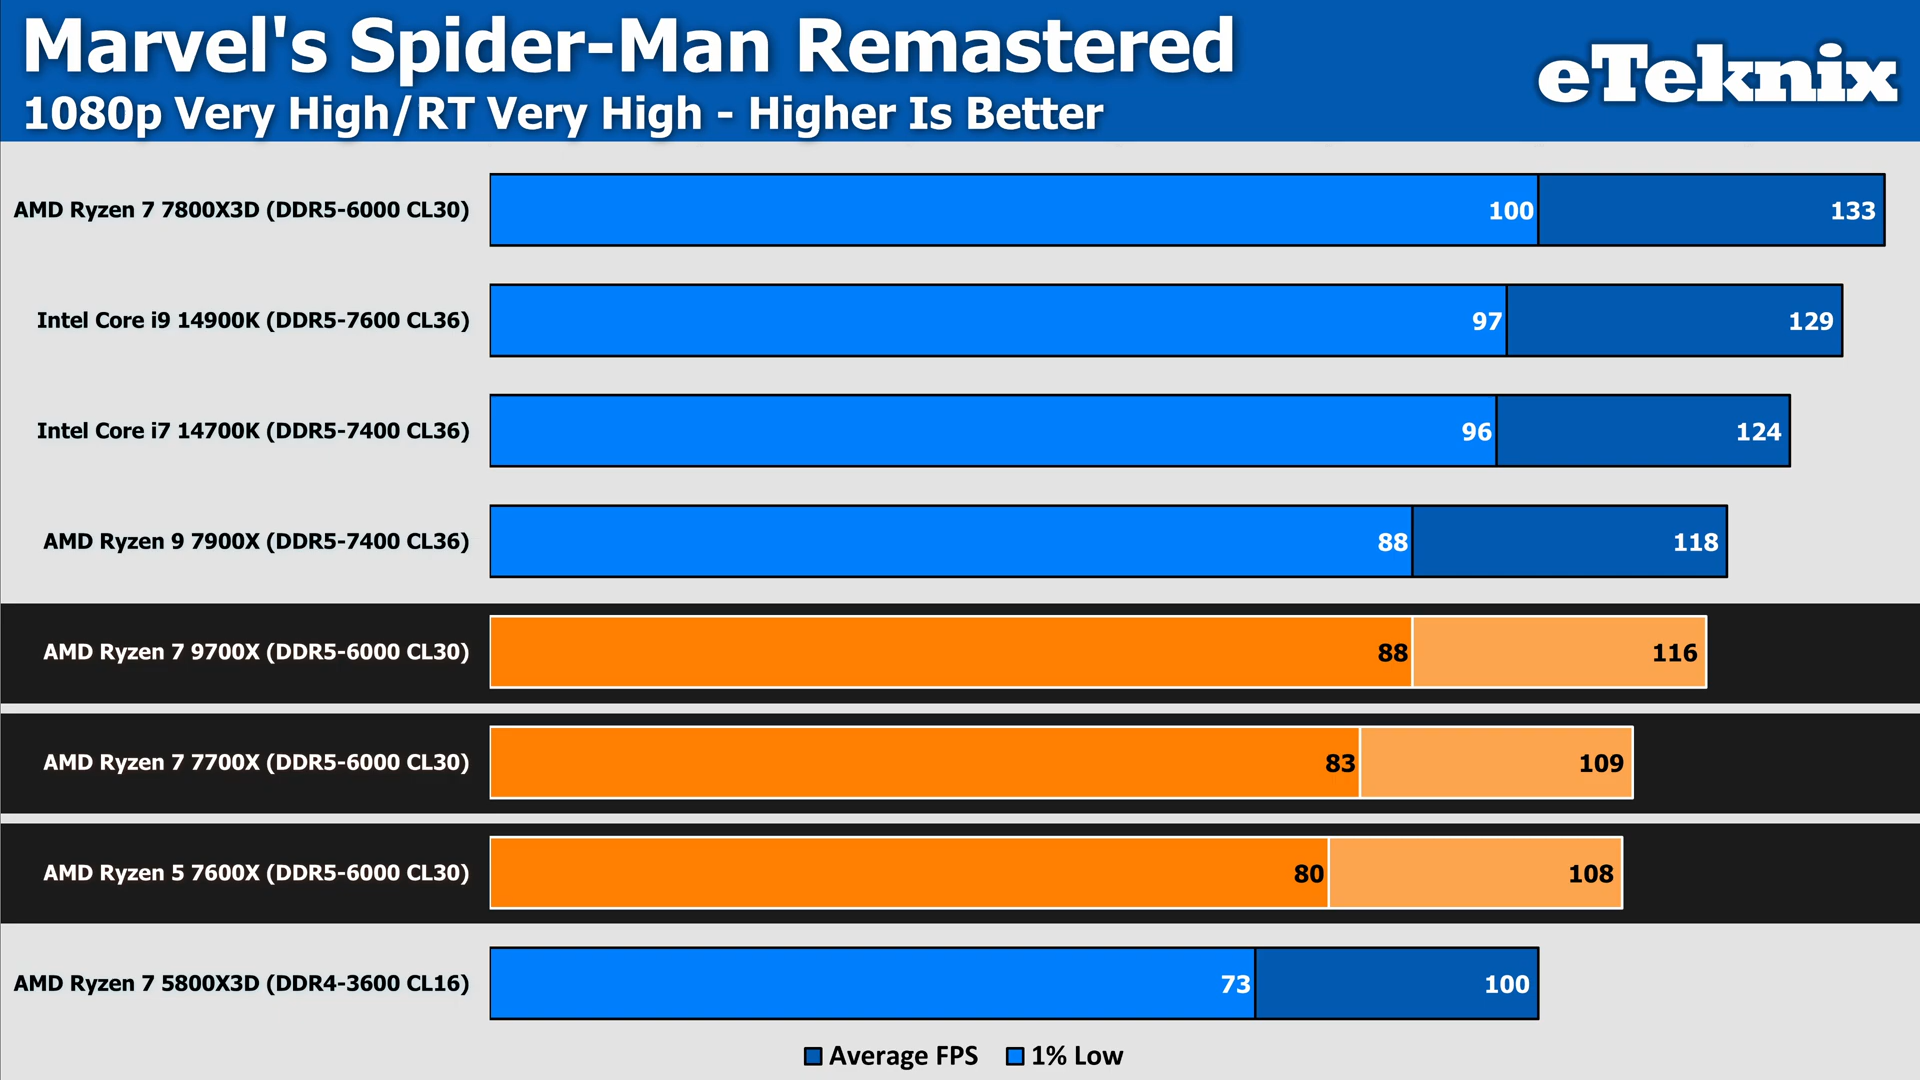 Marvel's Spider-Man Remastered
eTeknix
1080p Very High/RT Very High - Higher Is Better
AMD Ryzen 7 7800X3D (DDR5-6000 CL30) 100 133
Intel Core i9 14900K (DDR5-7600 CL36) 97 129
Intel Core i7 14700K (DDR5-7400 CL36) 96 124
AMD Ryzen 9 7900X (DDR5-7400 CL36) 88 118
AMD Ryzen 7 9700X (DDR5-6000 CL30) 88 116
AMD Ryzen 7 7700X (DDR5-6000 CL30) 83 109
AMD Ryzen 5 7600X (DDR5-6000 CL30) 80 108
AMD Ryzen 7 5800X3D (DDR4-3600 CL16) 73 100
Average FPS 1% Low